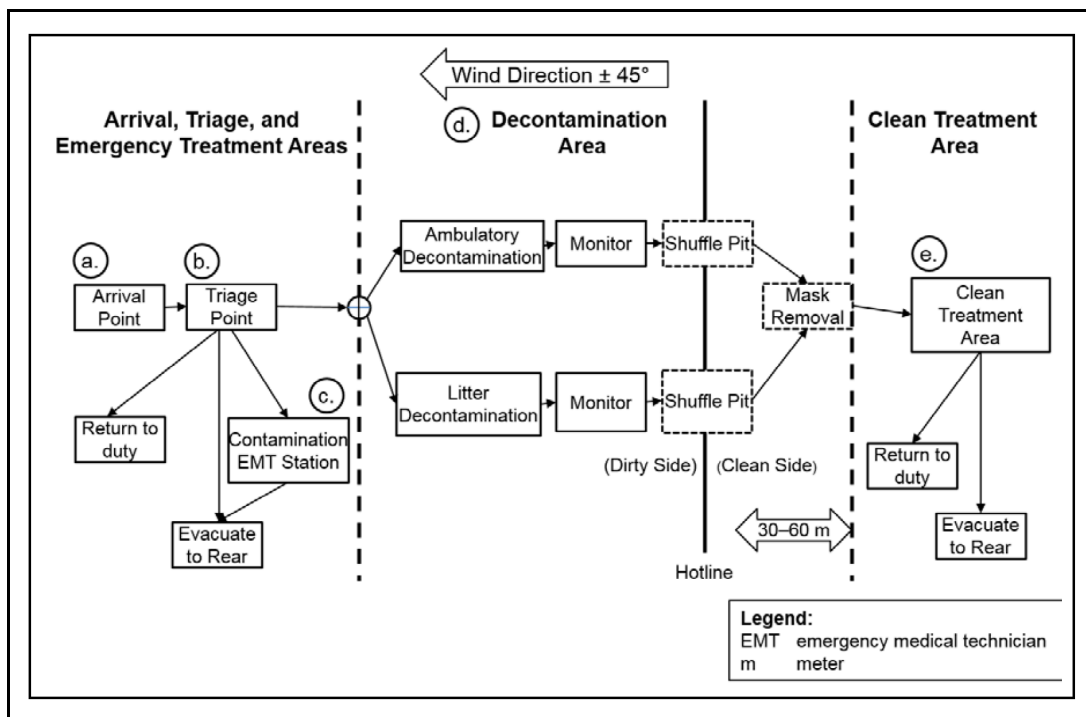 Wind Direction ± 45°
Arrival, Triage, and
Emergency Treatment Areas
d. Decontamination
Area
Clean Treatment
Area
a.
Arrival
Point
b.
Triage
Point
c.
Contamination
EMT Station
Return to
duty
Evacuate
to Rear
Ambulatory
Decontamination
Monitor
Shuffle Pit
Litter
Decontamination
Monitor
Shuffle Pit
Mask
Removal
(Dirty Side)
(Clean Side)
30–60 m
Hotline
e.
Clean
Treatment
Area
Return to
duty
Evacuate
to Rear
Legend:
EMT emergency medical technician
m meter